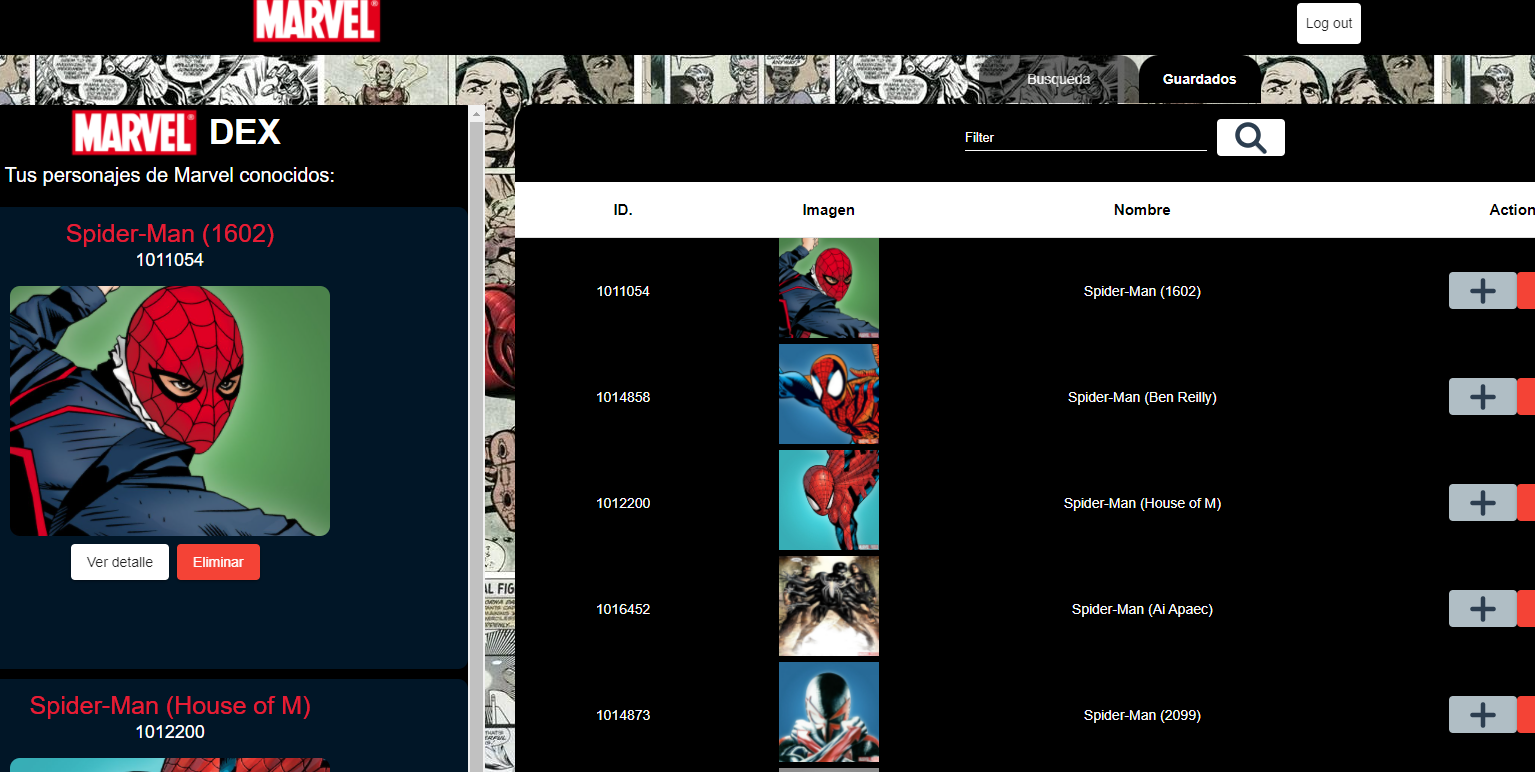 MARVEL
Log out
Busqueda
Guardados
MARVEL DEX
Tus personajes de Marvel conocidos:
Spider-Man (1602)
1011054
Ver detalle
Eliminar
Spider-Man (House of M)
1012200
Filter
ID.
Imagen
Nombre
Action
1011054
Spider-Man (1602)
1014858
Spider-Man (Ben Reilly)
1012200
Spider-Man (House of M)
1016452
Spider-Man (Ai Apaec)
1014873
Spider-Man (2099)